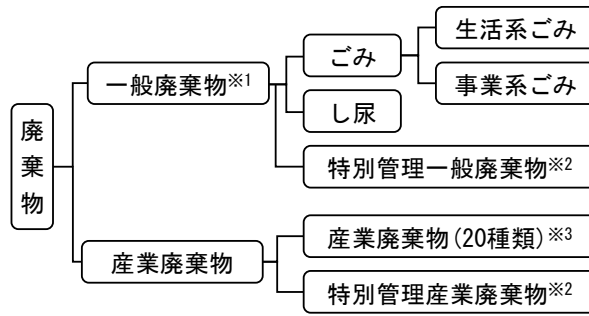 廃棄物
一般廃棄物※1
ごみ
生活系ごみ
事業系ごみ
し尿
特別管理一般廃棄物※2
産業廃棄物
産業廃棄物(20種類)※3
特別管理産業廃棄物※2